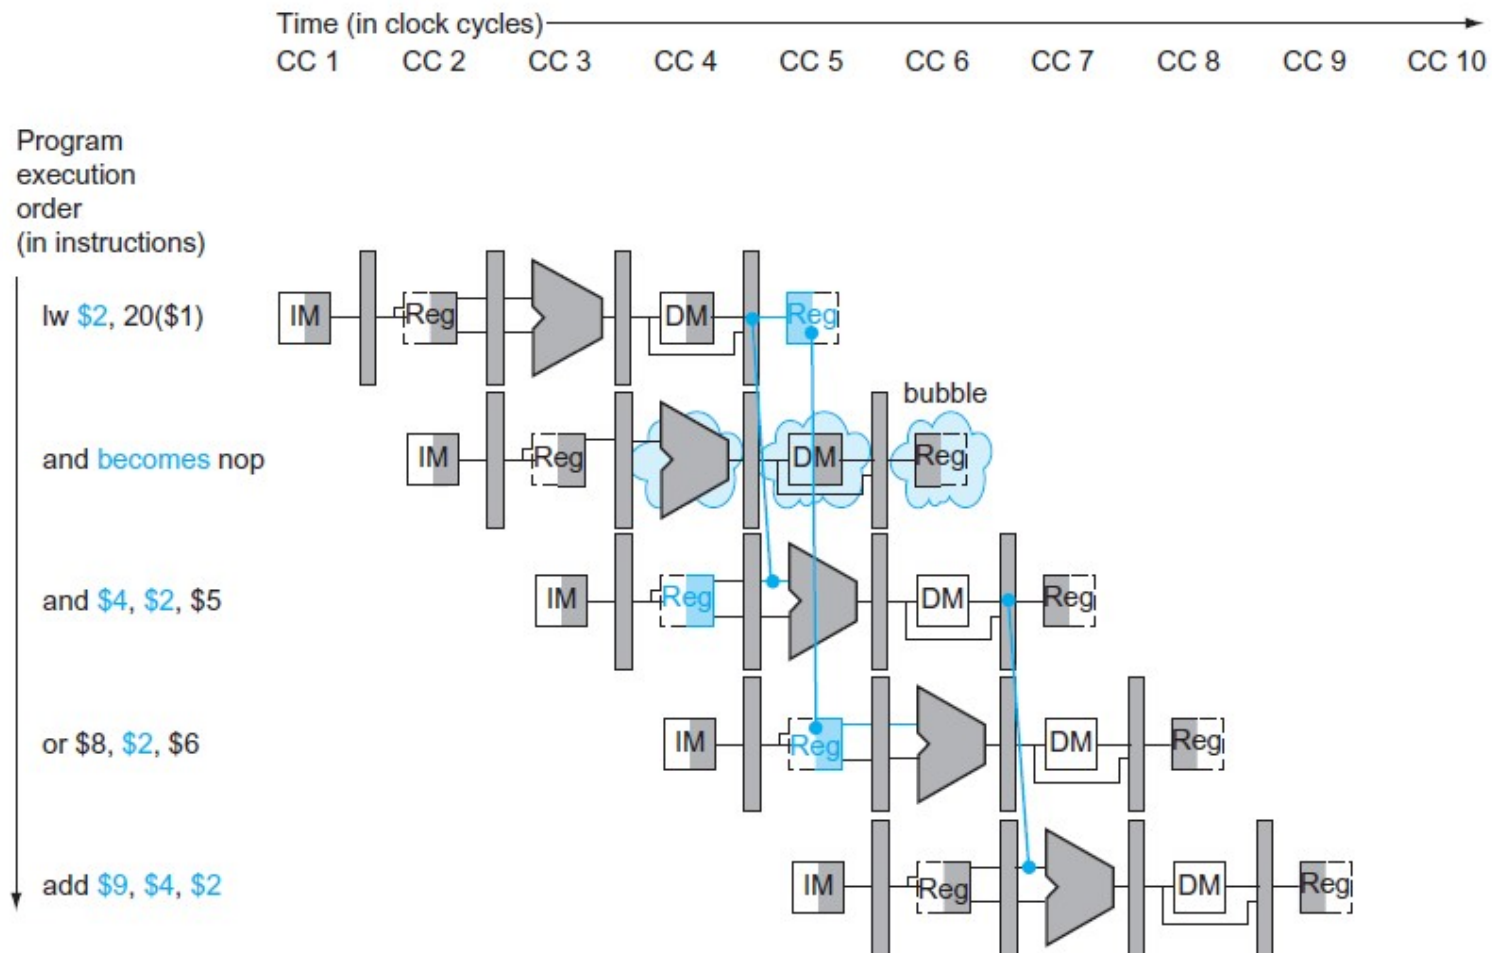 Time (in clock cycles)
CC 1 CC 2 CC 3 CC 4 CC 5 CC 6 CC 7 CC 8 CC 9 CC 10
Program
execution
order
(in instructions)
lw $2, 20($1) IM Reg DM Reg
bubble
and becomes nop IM Reg DM Reg
and $4, $2, $5 IM Reg DM Reg
or $8, $2, $6 IM Reg DM Reg
add $9, $4, $2 IM Reg DM Reg